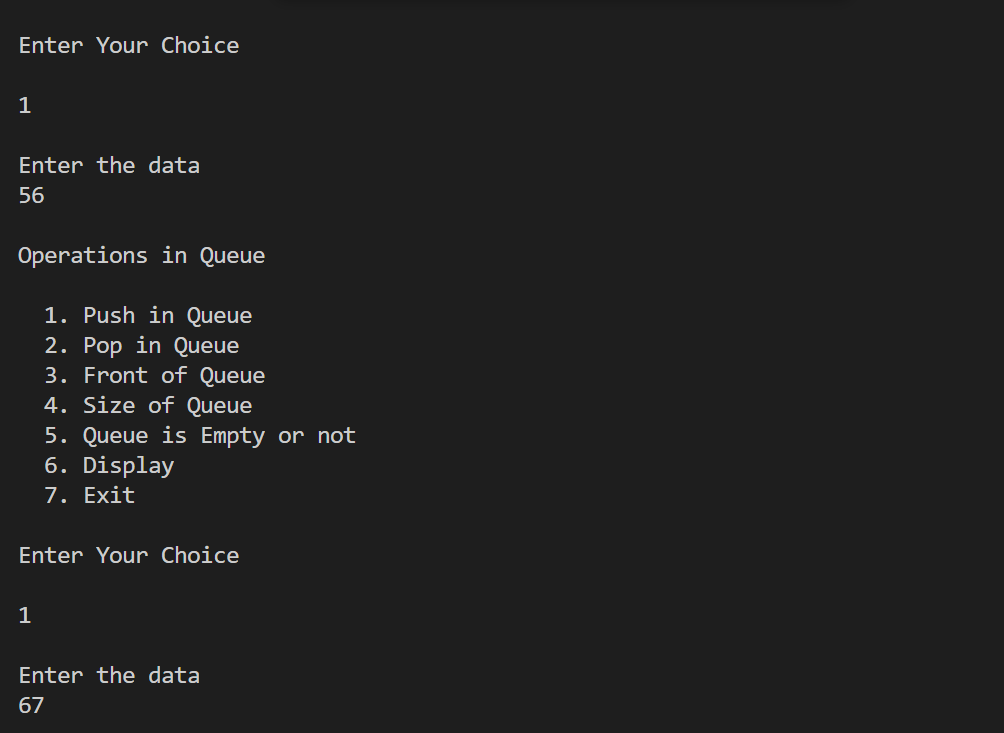 Enter Your Choice
1
Enter the data
56
Operations in Queue
1. Push in Queue
2. Pop in Queue
3. Front of Queue
4. Size of Queue
5. Queue is Empty or not
6. Display
7. Exit
Enter Your Choice
1
Enter the data
67